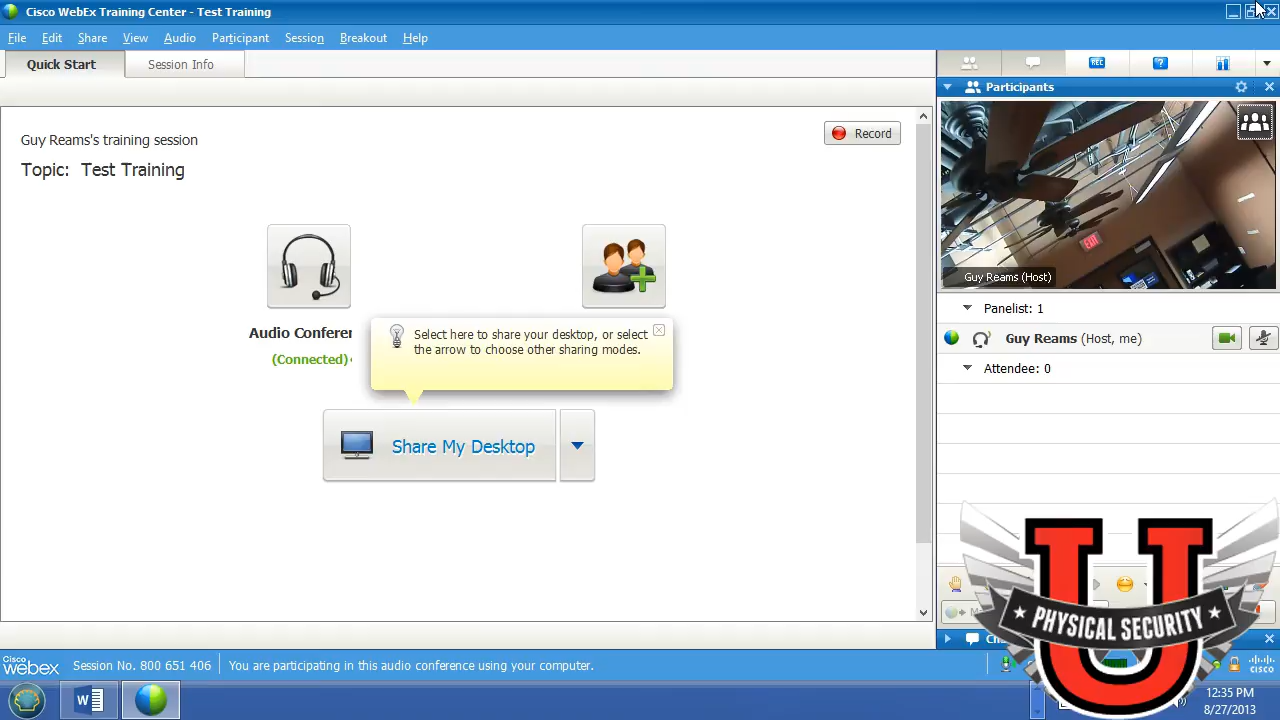 Cisco WebEx Training Center - Test Training
File Edit Share View Audio Participant Session Breakout Help
Quick Start Session Info
REC ?
Participants
Guy Reams's training session
Record
Topic: Test Training
EXIT
Guy Reams (Host)
Panelist: 1
Select here to share your desktop, or select
the arrow to choose other sharing modes.
Audio Conferen
Guy Reams (Host, me)
(Connected)
Attendee: 0
Share My Desktop
U
PHYSICAL SECURITY
Cisco webex Session No. 800 651 406 You are participating in this audio conference using your computer.
CISCO
W
12:35 PM
8/27/2013